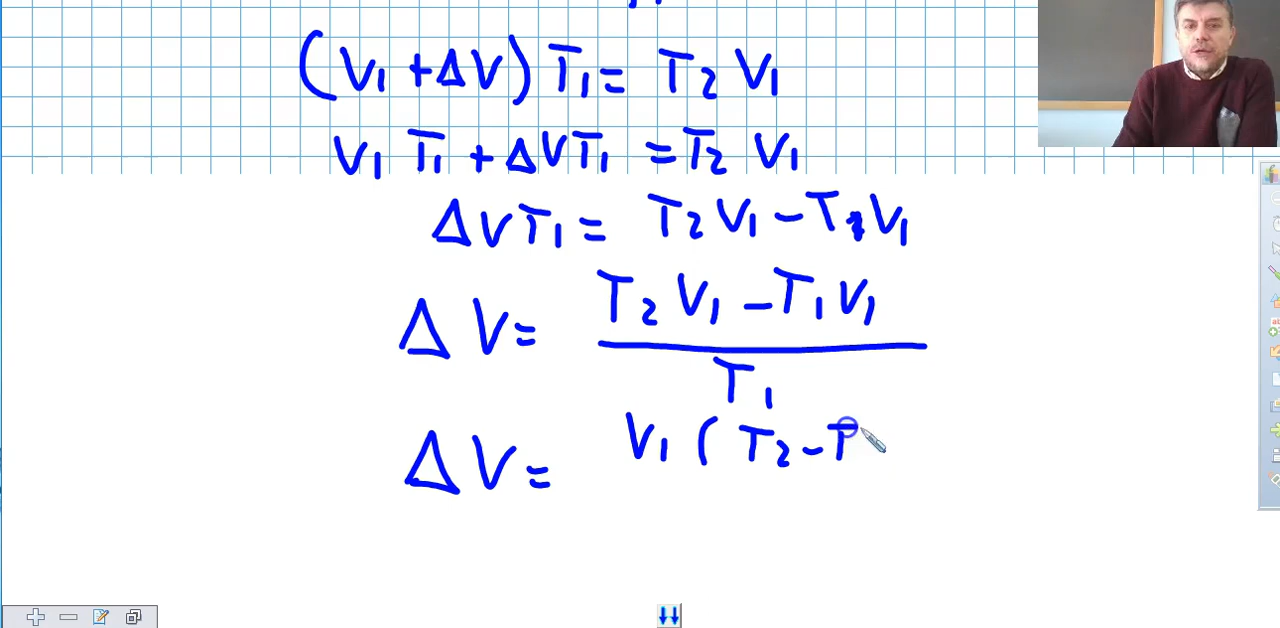 (V₁ + ΔV) T₁ = T₂ V₁
V₁ T₁ + ΔV T₁ = T₂ V₁
ΔV T₁ = T₂ V₁ − T₁ V₁
ΔV = (T₂ V₁ − T₁ V₁) / T₁
ΔV = V₁ ( T₂ − T